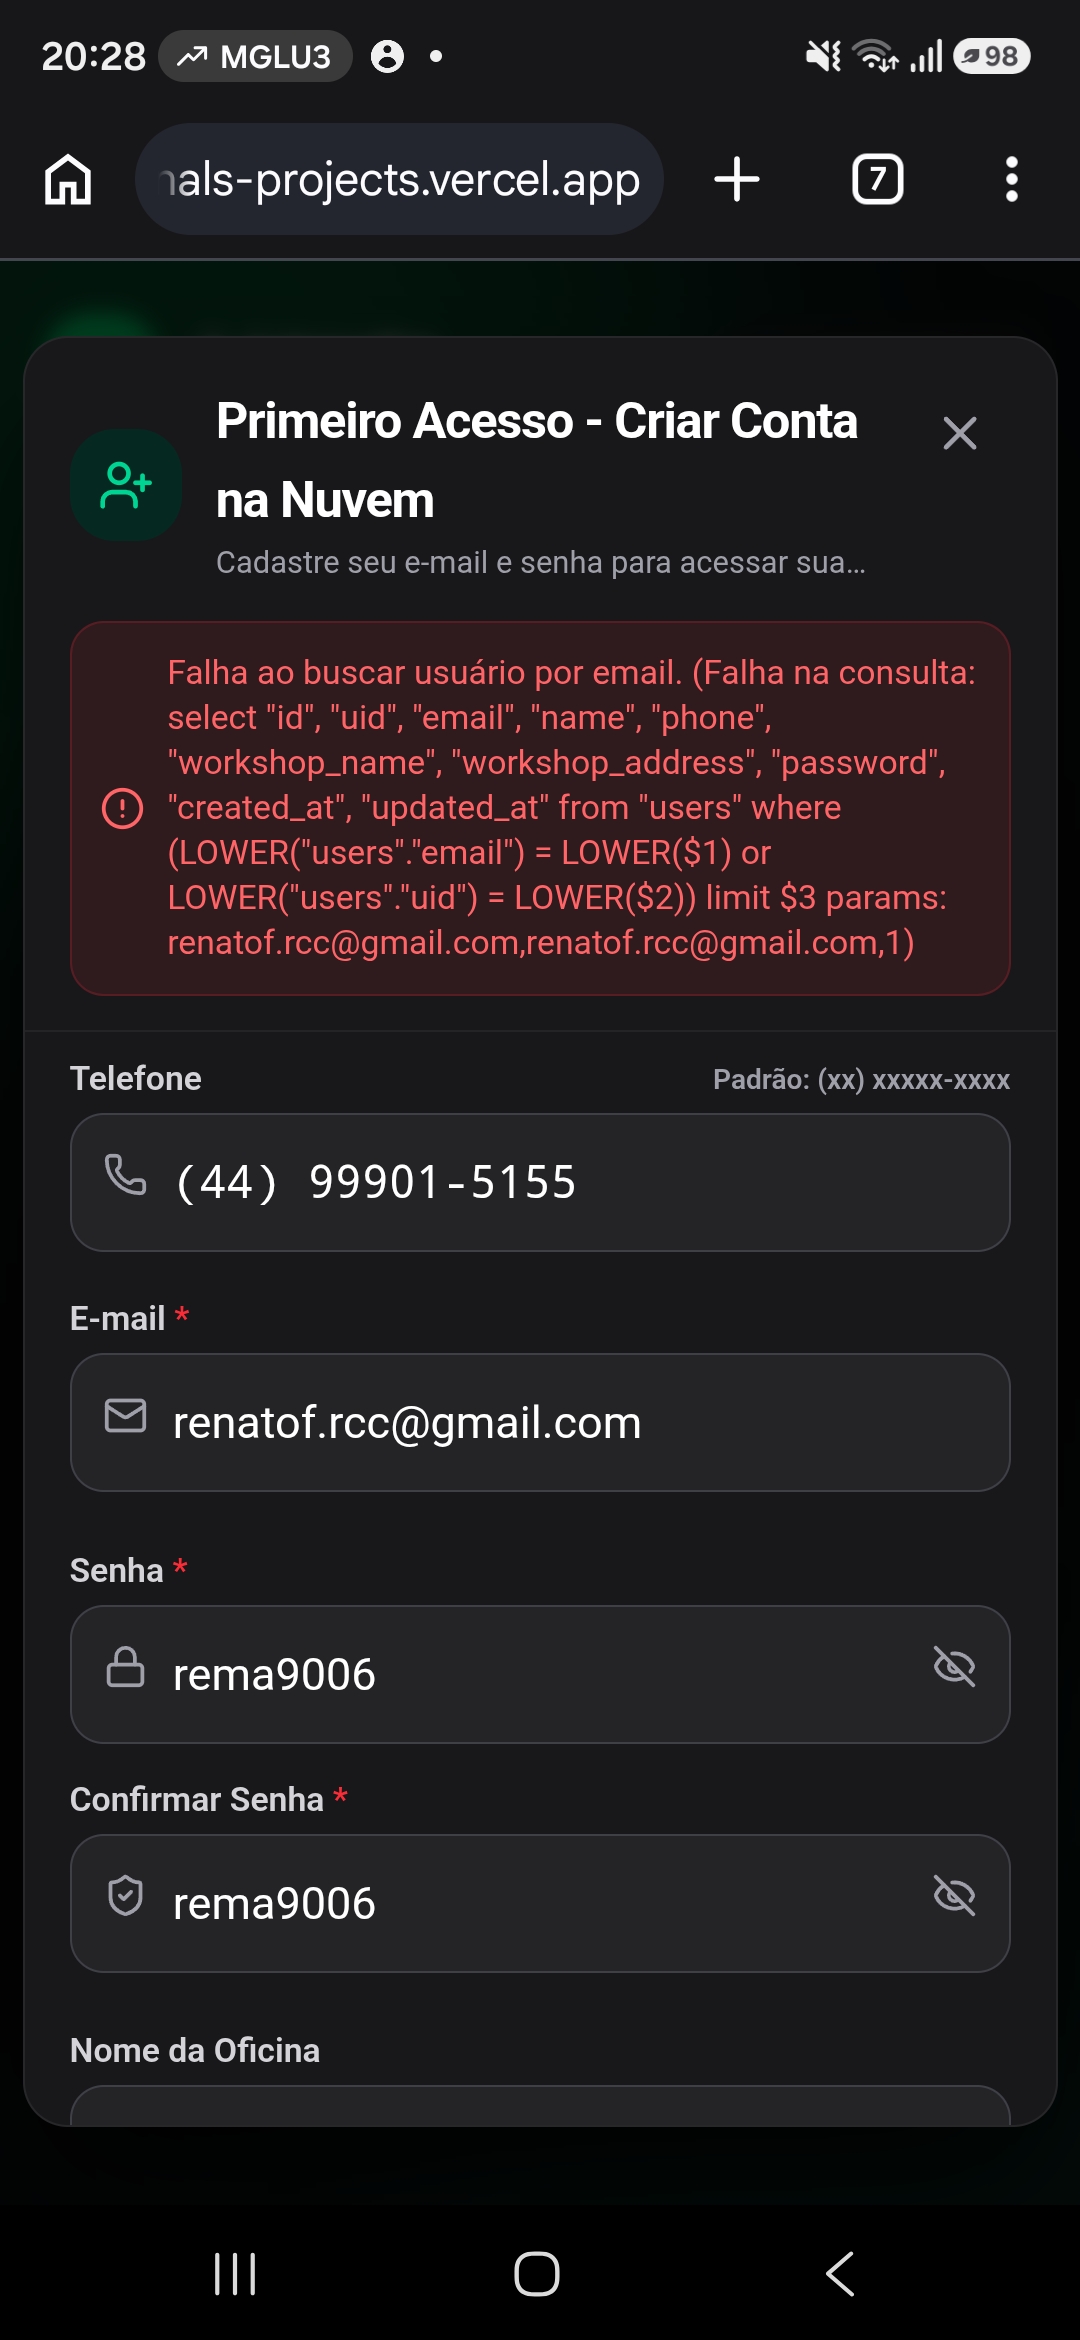 20:28 MGLU3 98
nals-projects.vercel.app 7
Primeiro Acesso - Criar Conta
na Nuvem
Cadastre seu e-mail e senha para acessar sua...
Falha ao buscar usuário por email. (Falha na consulta:
select "id", "uid", "email", "name", "phone",
"workshop_name", "workshop_address", "password",
"created_at", "updated_at" from "users" where
(LOWER("users"."email") = LOWER($1) or
LOWER("users"."uid") = LOWER($2)) limit $3 params:
renatof.rcc@gmail.com,renatof.rcc@gmail.com,1)
Telefone Padrão: (xx) xxxxx-xxxx
(44) 99901-5155
E-mail *
renatof.rcc@gmail.com
Senha *
rema9006
Confirmar Senha *
rema9006
Nome da Oficina